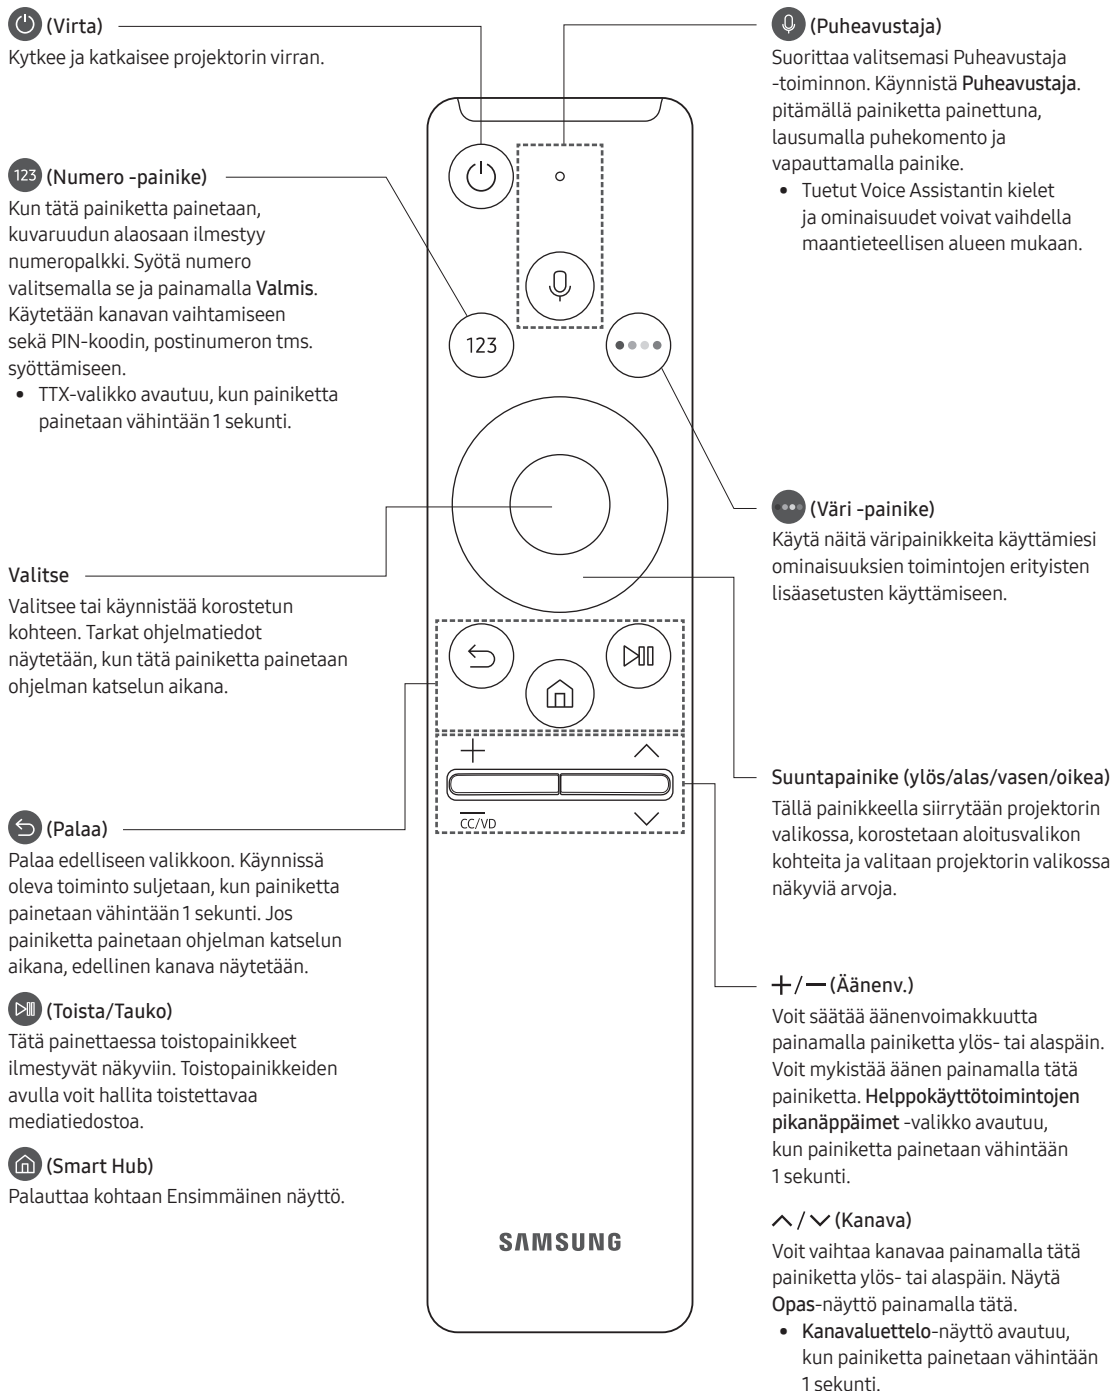 (Virta)
Kytkee ja katkaisee projektorin virran.
123 (Numero -painike)
Kun tätä painiketta painetaan,
kuvaruudun alaosaan ilmestyy
numeropalkki. Syötä numero
valitsemalla se ja painamalla Valmis.
Käytetään kanavan vaihtamiseen
sekä PIN-koodin, postinumeron tms.
syöttämiseen.
• TTX-valikko avautuu, kun painiketta
painetaan vähintään 1 sekunti.
Valitse
Valitsee tai käynnistää korostetun
kohteen. Tarkat ohjelmatiedot
näytetään, kun tätä painiketta painetaan
ohjelman katselun aikana.
(Palaa)
Palaa edelliseen valikkoon. Käynnissä
oleva toiminto suljetaan, kun painiketta
painetaan vähintään 1 sekunti. Jos
painiketta painetaan ohjelman katselun
aikana, edellinen kanava näytetään.
(Toista/Tauko)
Tätä painettaessa toistopainikkeet
ilmestyvät näkyviin. Toistopainikkeiden
avulla voit hallita toistettavaa
mediatiedostoa.
(Smart Hub)
Palauttaa kohtaan Ensimmäinen näyttö.
123
CC/VD
SAMSUNG
(Puheavustaja)
Suorittaa valitsemasi Puheavustaja
-toiminnon. Käynnistä Puheavustaja.
pitämällä painiketta painettuna,
lausumalla puhekomento ja
vapauttamalla painike.
• Tuetut Voice Assistantin kielet
ja ominaisuudet voivat vaihdella
maantieteellisen alueen mukaan.
(Väri -painike)
Käytä näitä väripainikkeita käyttämiesi
ominaisuuksien toimintojen erityisten
lisäasetusten käyttämiseen.
Suuntapainike (ylös/alas/vasen/oikea)
Tällä painikkeella siirrytään projektorin
valikossa, korostetaan aloitusvalikon
kohteita ja valitaan projektorin valikossa
näkyviä arvoja.
+/− (Äänenv.)
Voit säätää äänenvoimakkuutta
painamalla painiketta ylös- tai alaspäin.
Voit mykistää äänen painamalla tätä
painiketta. Helppokäyttötoimintojen
pikanäppäimet -valikko avautuu,
kun painiketta painetaan vähintään
1 sekunti.
/ (Kanava)
Voit vaihtaa kanavaa painamalla tätä
painiketta ylös- tai alaspäin. Näytä
Opas-näyttö painamalla tätä.
• Kanavaluettelo-näyttö avautuu,
kun painiketta painetaan vähintään
1 sekunti.